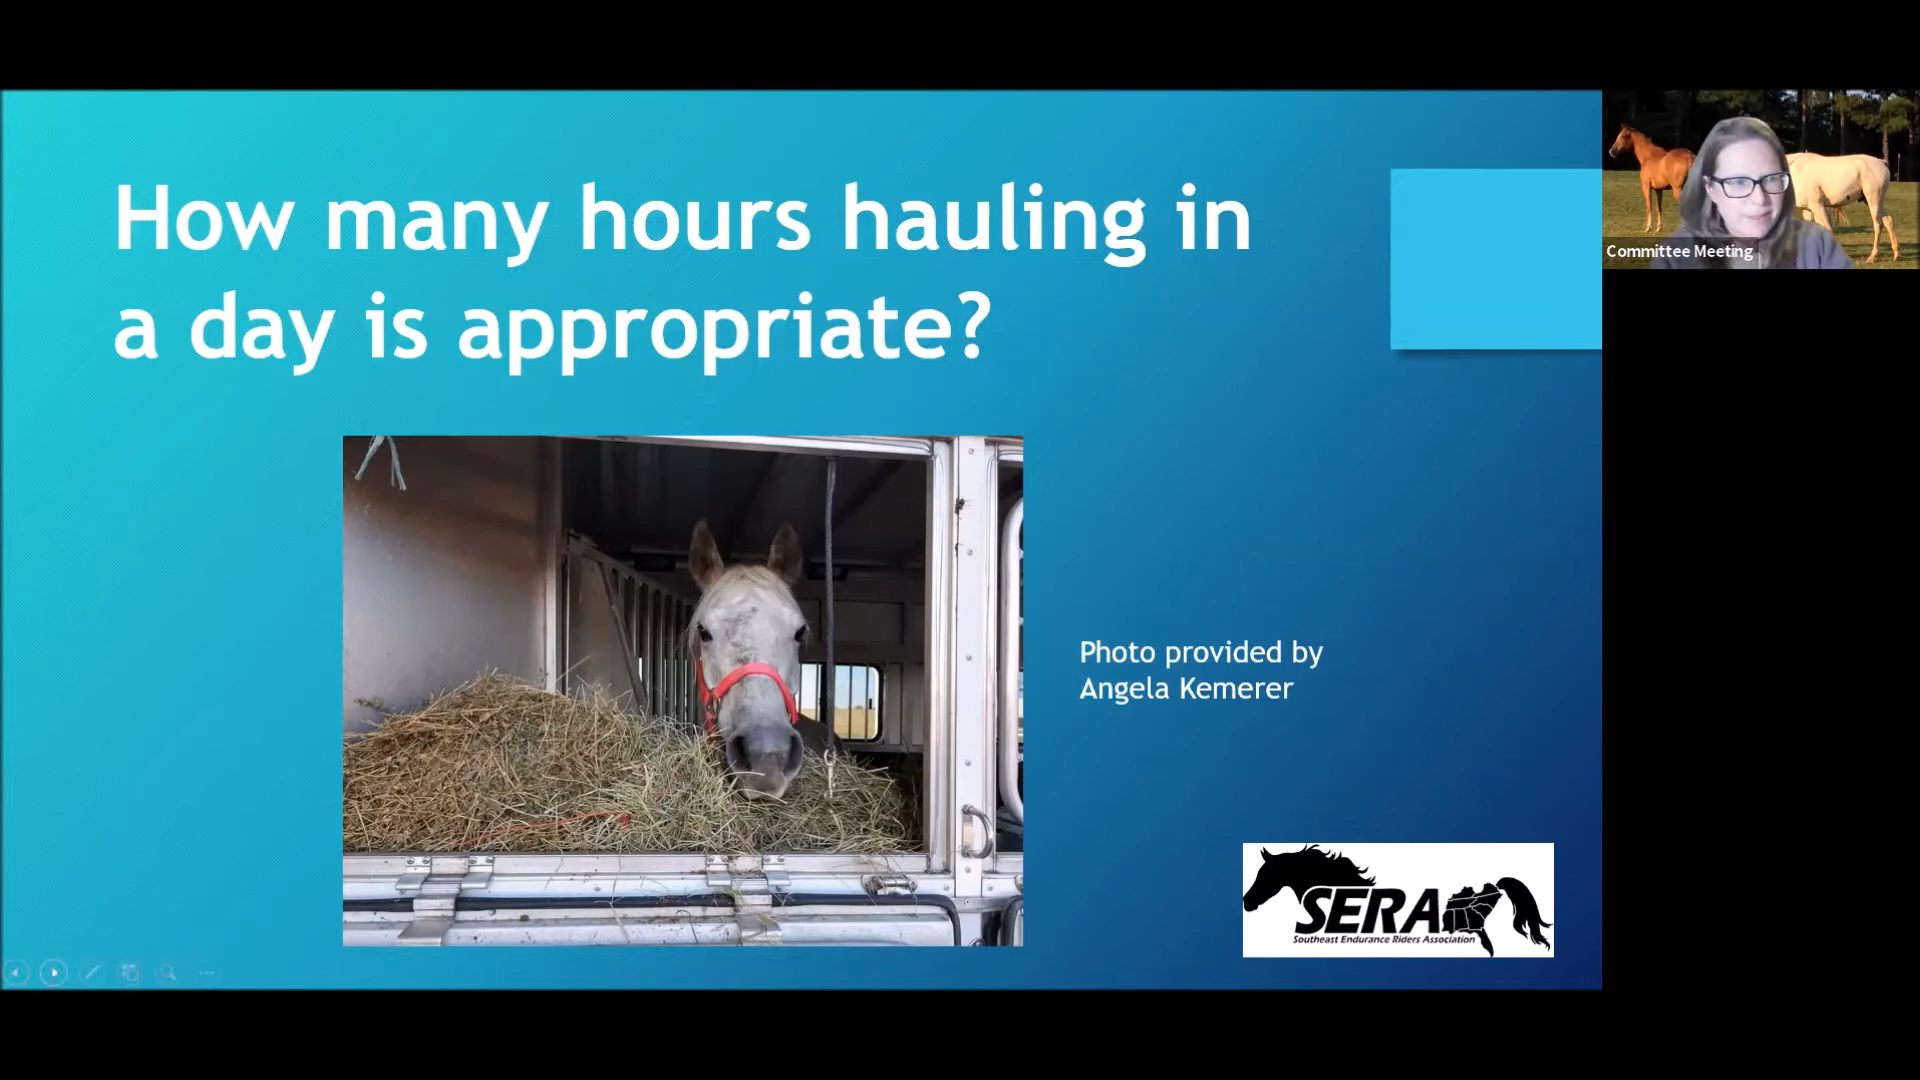 How many hours hauling in
a day is appropriate?
Committee Meeting
Photo provided by
Angela Kemerer
SERA
Southeast Endurance Riders Association